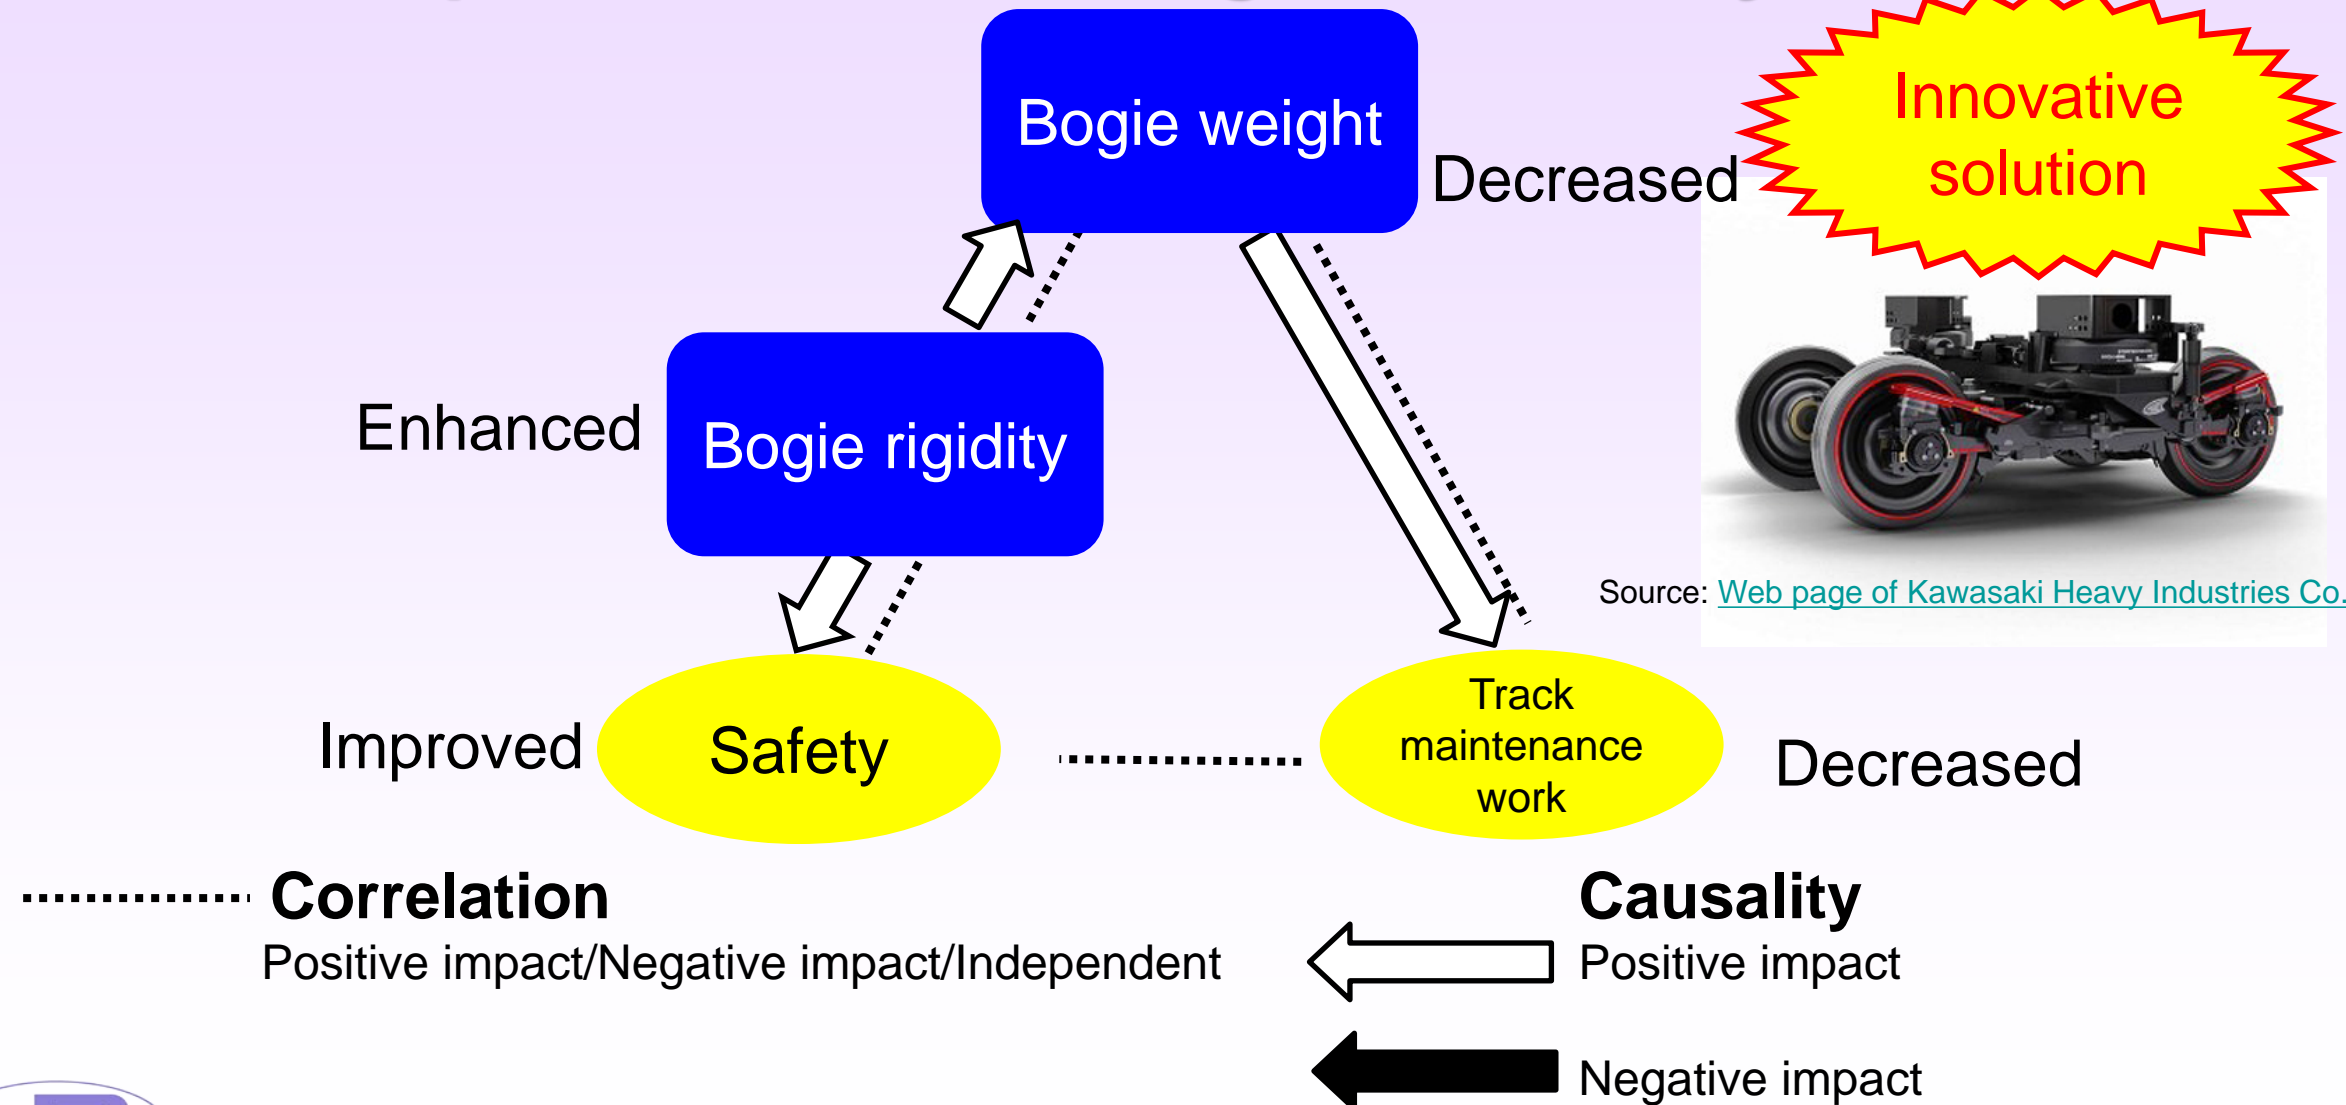 Bogie weight
Innovative
solution
Decreased
Enhanced
Bogie rigidity
Source: Web page of Kawasaki Heavy Industries Co.
Improved
Safety
Track
maintenance
work
Decreased
Correlation
Positive impact/Negative impact/Independent
Causality
Positive impact
Negative impact